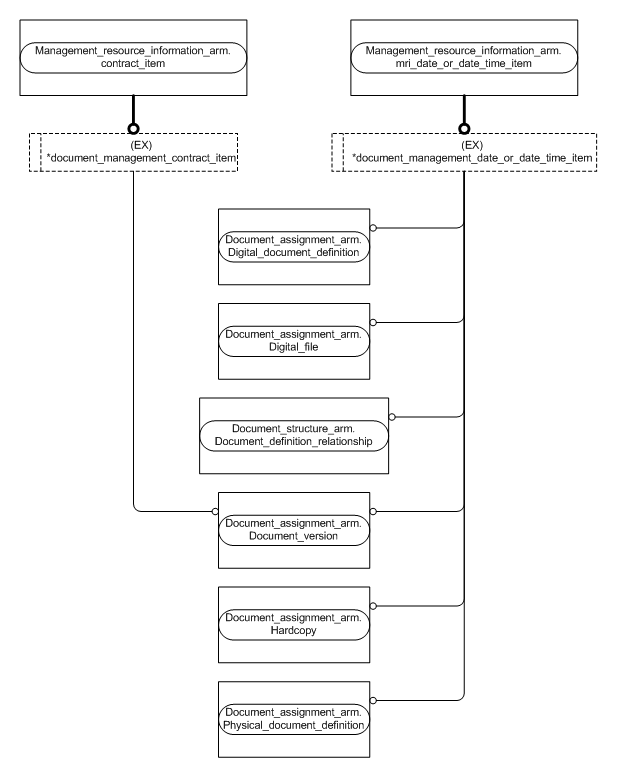 Management_resource_information_arm.
contract_item
Management_resource_information_arm.
mri_date_or_date_time_item
(EX)
*document_management_contract_item
(EX)
*document_management_date_or_date_time_item
Document_assignment_arm.
Digital_document_definition
Document_assignment_arm.
Digital_file
Document_structure_arm.
Document_definition_relationship
Document_assignment_arm.
Document_version
Document_assignment_arm.
Hardcopy
Document_assignment_arm.
Physical_document_definition